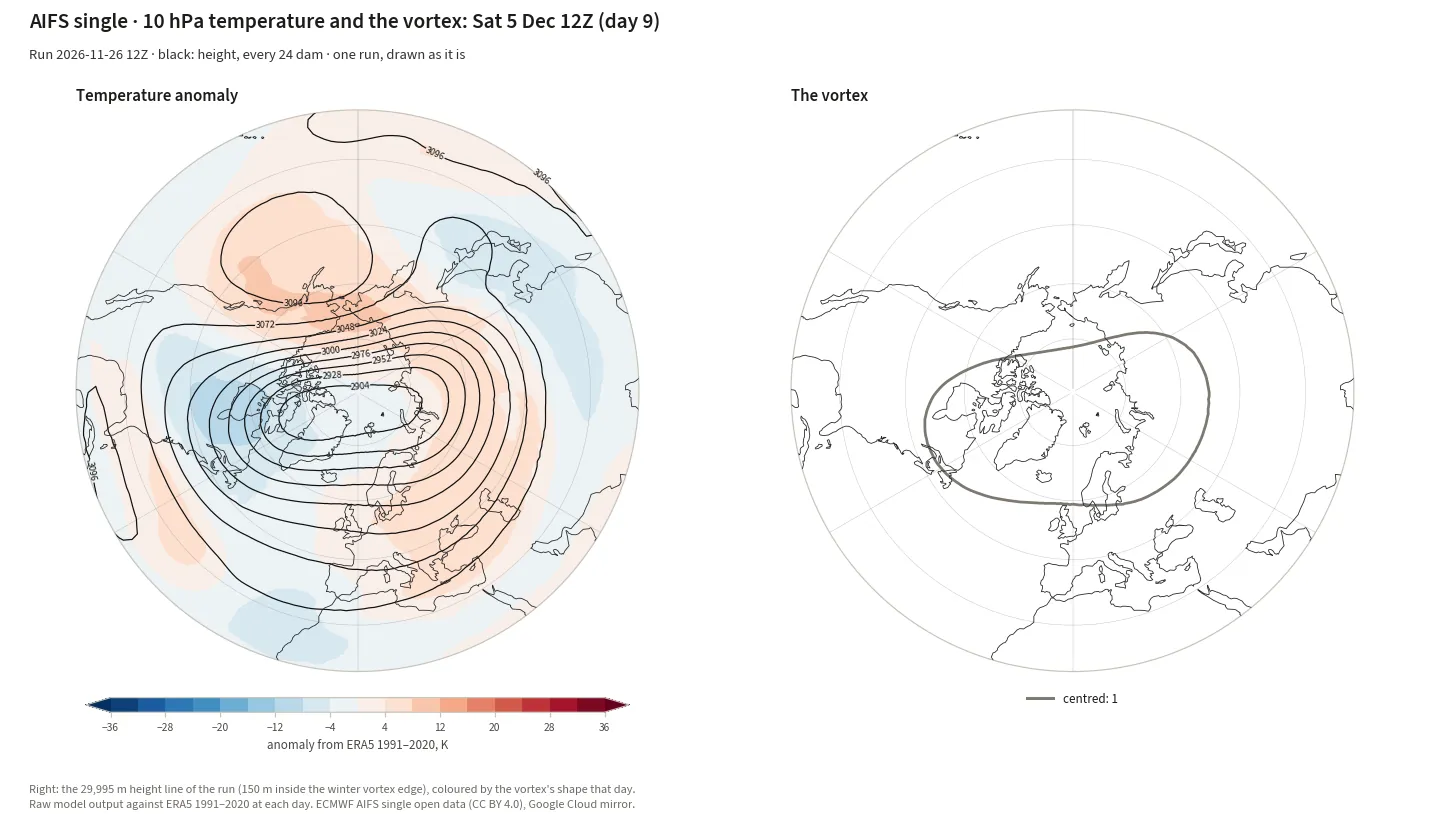 AIFS single · 10 hPa temperature and the vortex: Sat 5 Dec 12Z (day 9)
Run 2026-11-26 12Z · black: height, every 24 dam · one run, drawn as it is
Temperature anomaly
The vortex
3096
3096
3096
3072
3048
3024
3000
2976
2952
2928
2904
3096
−36 −28 −20 −12 −4 4 12 20 28 36
anomaly from ERA5 1991–2020, K
centred: 1
Right: the 29,995 m height line of the run (150 m inside the winter vortex edge), coloured by the vortex's shape that day.
Raw model output against ERA5 1991–2020 at each day. ECMWF AIFS single open data (CC BY 4.0), Google Cloud mirror.